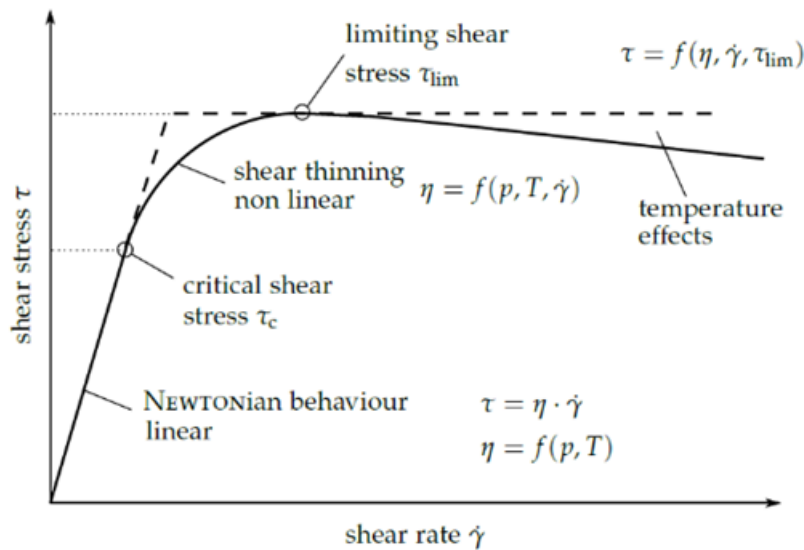 limiting shear
stress τlim
τ = f(η, γ̇, τlim)
shear thinning
non linear
η = f(p, T, γ̇)
temperature
effects
critical shear
stress τc
NEWTONian behaviour
linear
τ = η · γ̇
η = f(p, T)
shear stress τ
shear rate γ̇